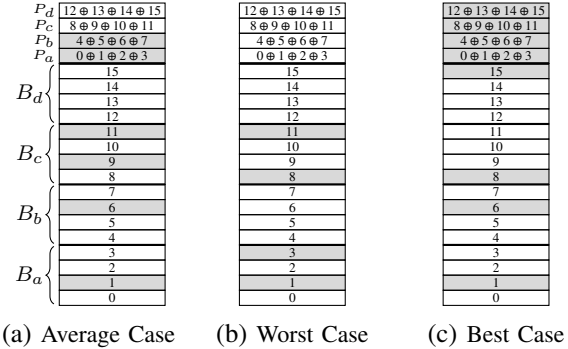 P_d 12 ⊕ 13 ⊕ 14 ⊕ 15 12 ⊕ 13 ⊕ 14 ⊕ 15 12 ⊕ 13 ⊕ 14 ⊕ 15
P_c 8 ⊕ 9 ⊕ 10 ⊕ 11 8 ⊕ 9 ⊕ 10 ⊕ 11 8 ⊕ 9 ⊕ 10 ⊕ 11
P_b 4 ⊕ 5 ⊕ 6 ⊕ 7 4 ⊕ 5 ⊕ 6 ⊕ 7 4 ⊕ 5 ⊕ 6 ⊕ 7
P_a 0 ⊕ 1 ⊕ 2 ⊕ 3 0 ⊕ 1 ⊕ 2 ⊕ 3 0 ⊕ 1 ⊕ 2 ⊕ 3
15 15 15
B_d 14 14 14
13 13 13
12 12 12
11 11 11
B_c 10 10 10
9 9 9
8 8 8
7 7 7
B_b 6 6 6
5 5 5
4 4 4
3 3 3
B_a 2 2 2
1 1 1
0 0 0
(a) Average Case (b) Worst Case (c) Best Case